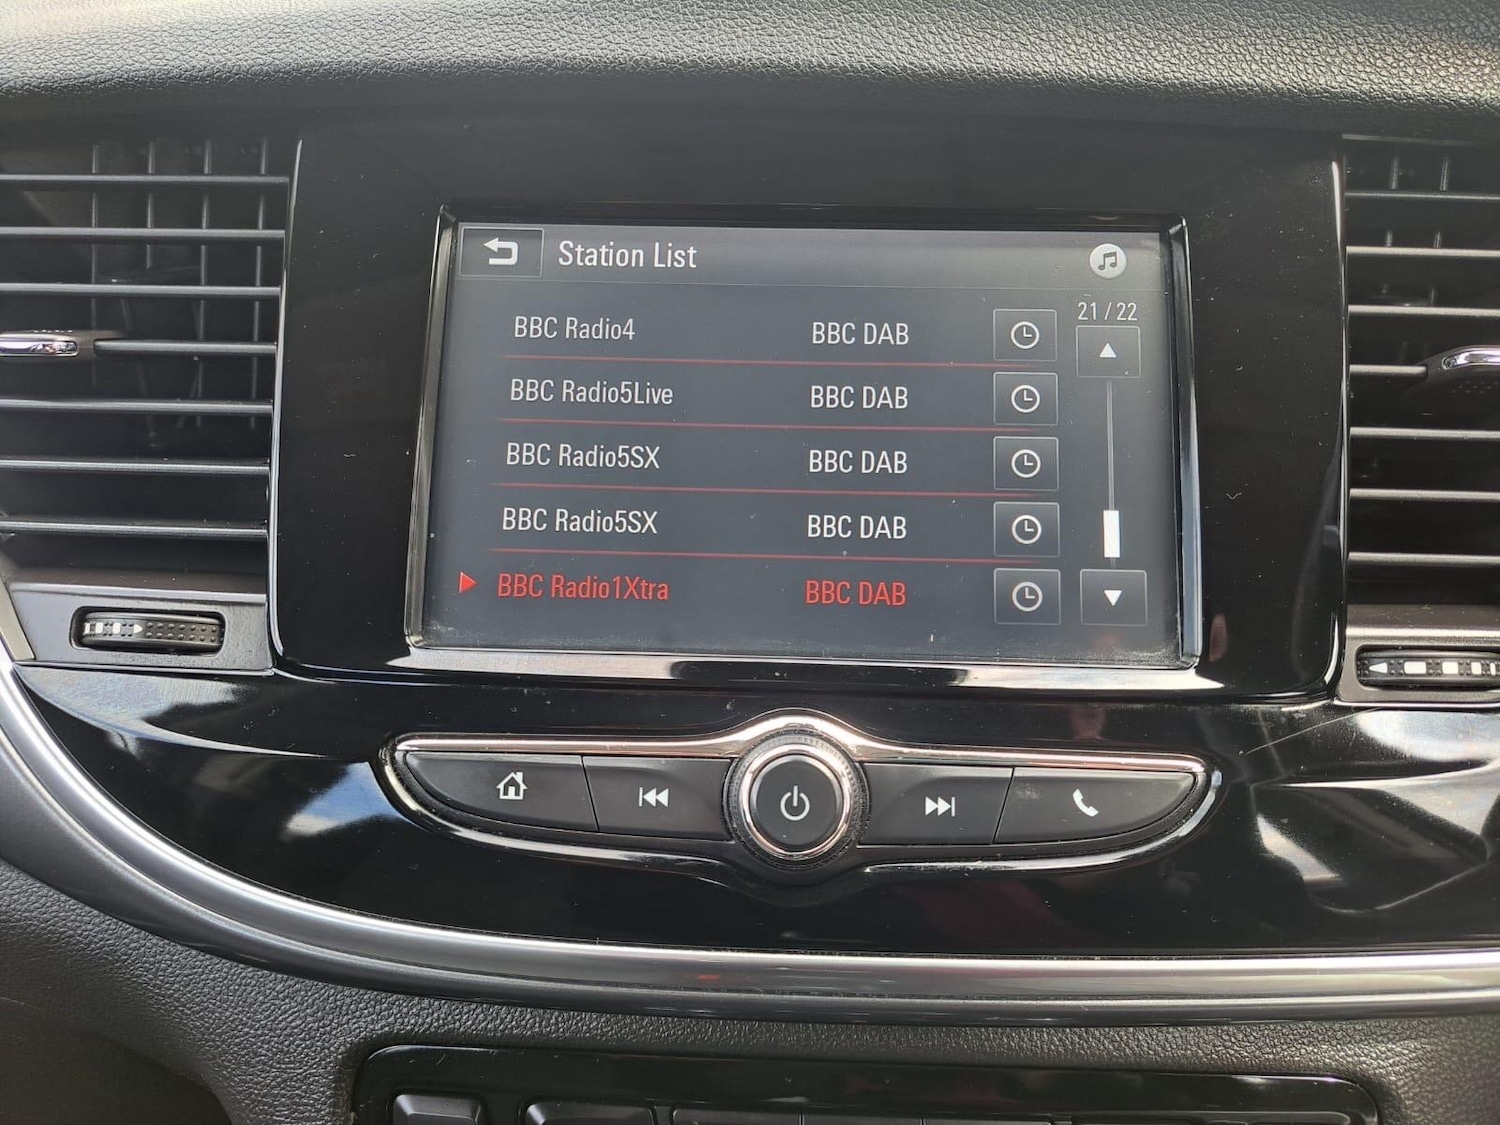 Station List
21 / 22
BBC Radio4 BBC DAB
BBC Radio5Live BBC DAB
BBC Radio5SX BBC DAB
BBC Radio5SX BBC DAB
BBC Radio1Xtra BBC DAB